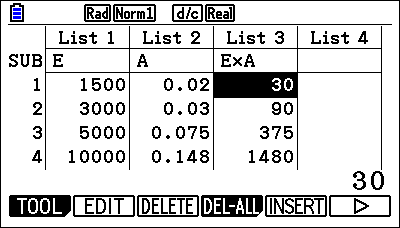 Rad Norm1 d/c Real
List 1 List 2 List 3 List 4
SUB E A E×A
1 1500 0.02 30
2 3000 0.03 90
3 5000 0.075 375
4 10000 0.148 1480
30
TOOL EDIT DELETE DEL-ALL INSERT ▷